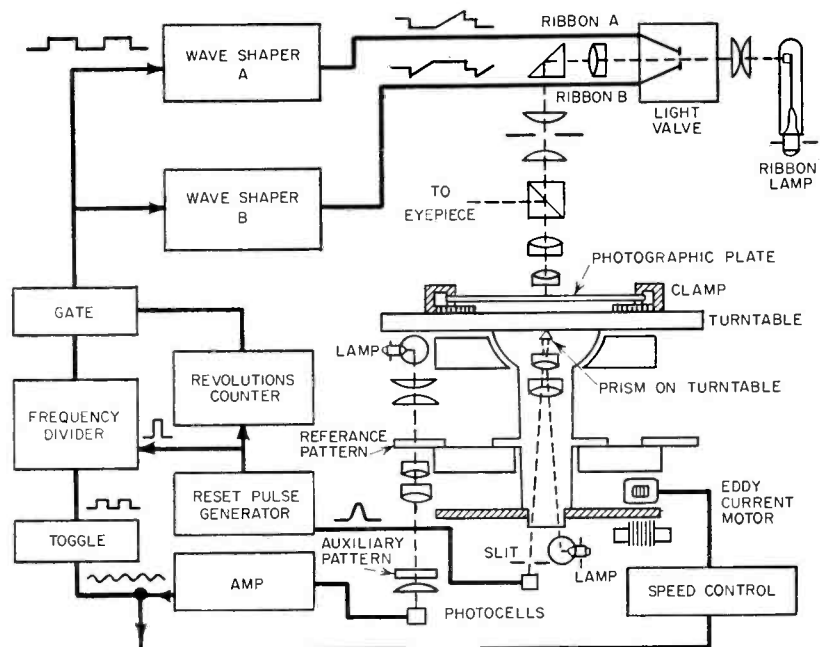 WAVE SHAPER
A
RIBBON A
RIBBON B
LIGHT
VALVE
RIBBON
LAMP
WAVE SHAPER
B
TO
EYEPIECE
PHOTOGRAPHIC PLATE
CLAMP
TURNTABLE
GATE
LAMP
PRISM ON TURNTABLE
REVOLUTIONS
COUNTER
FREQUENCY
DIVIDER
REFERANCE
PATTERN
RESET PULSE
GENERATOR
EDDY
CURRENT
MOTOR
TOGGLE
AUXILIARY
PATTERN
SLIT
LAMP
AMP
PHOTOCELLS
SPEED CONTROL